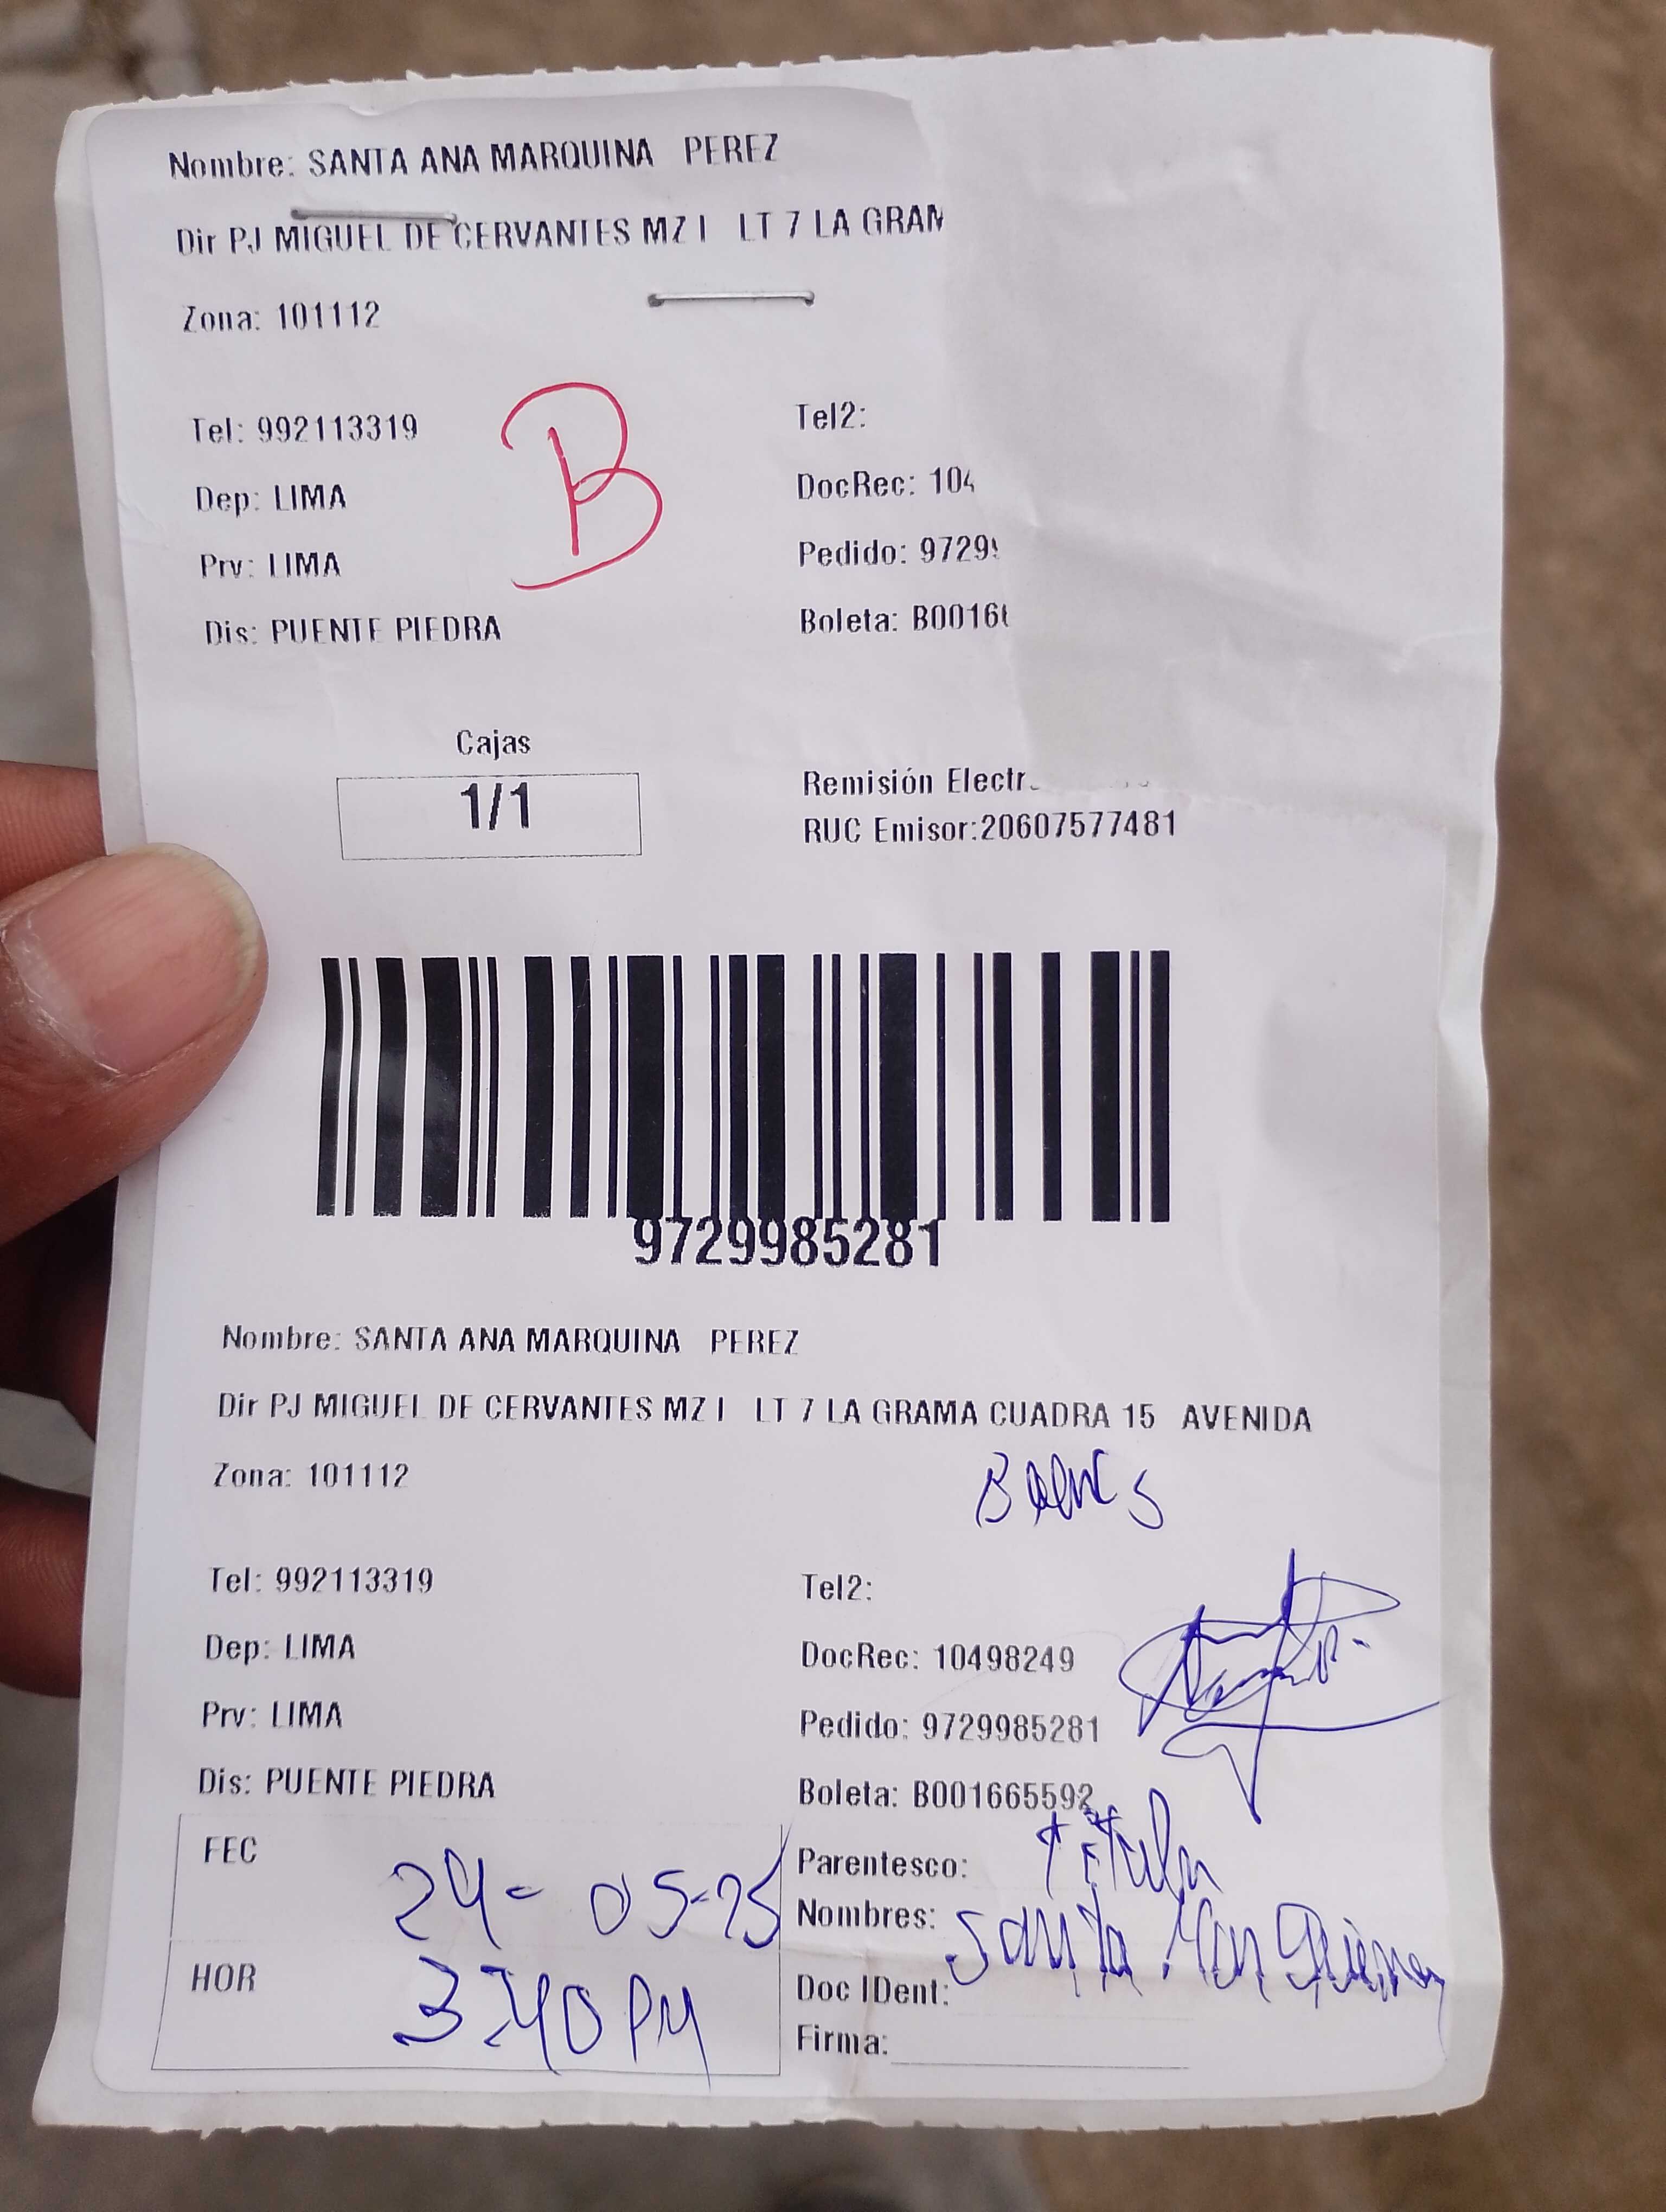 Nombre: SANTA ANA MARQUINA PEREZ
Dir PJ MIGUEL DE CERVANTES MZ I LT 7 LA GRAM
Zona: 101112
B
Tel: 992113319 Tel2:
Dep: LIMA DocRec: 104
Prv: LIMA Pedido: 9729
Dis: PUENTE PIEDRA Boleta: B0016
Cajas
1/1
Remisión Electr
RUC Emisor:20607577481
9729985281
Nombre: SANTA ANA MARQUINA PEREZ
Dir PJ MIGUEL DE CERVANTES MZ I LT 7 LA GRAMA CUADRA 15 AVENIDA
Zona: 101112
Tel: 992113319 Tel2:
Dep: LIMA DocRec: 10498249
Prv: LIMA Pedido: 9729985281
Dis: PUENTE PIEDRA Boleta: B001665592
FEC 24-05-25
Parentesco:
Nombres: Santa
HOR 3:40 PM
Doc IDent:
Firma: